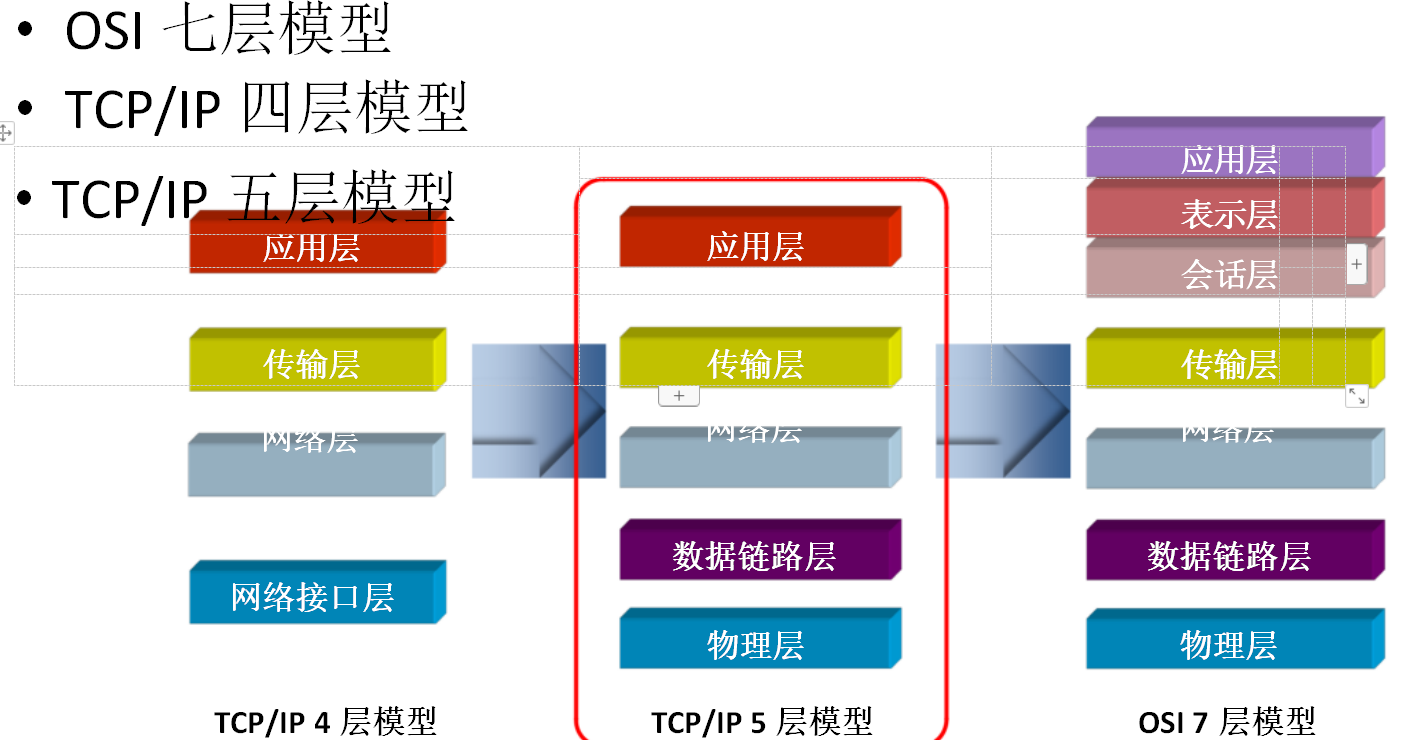 • OSI 七层模型
• TCP/IP 四层模型
• TCP/IP 五层模型
应用层
传输层
网络层
网络接口层
TCP/IP 4 层模型
应用层
传输层
网络层
数据链路层
物理层
TCP/IP 5 层模型
应用层
表示层
会话层
传输层
网络层
数据链路层
物理层
OSI 7 层模型